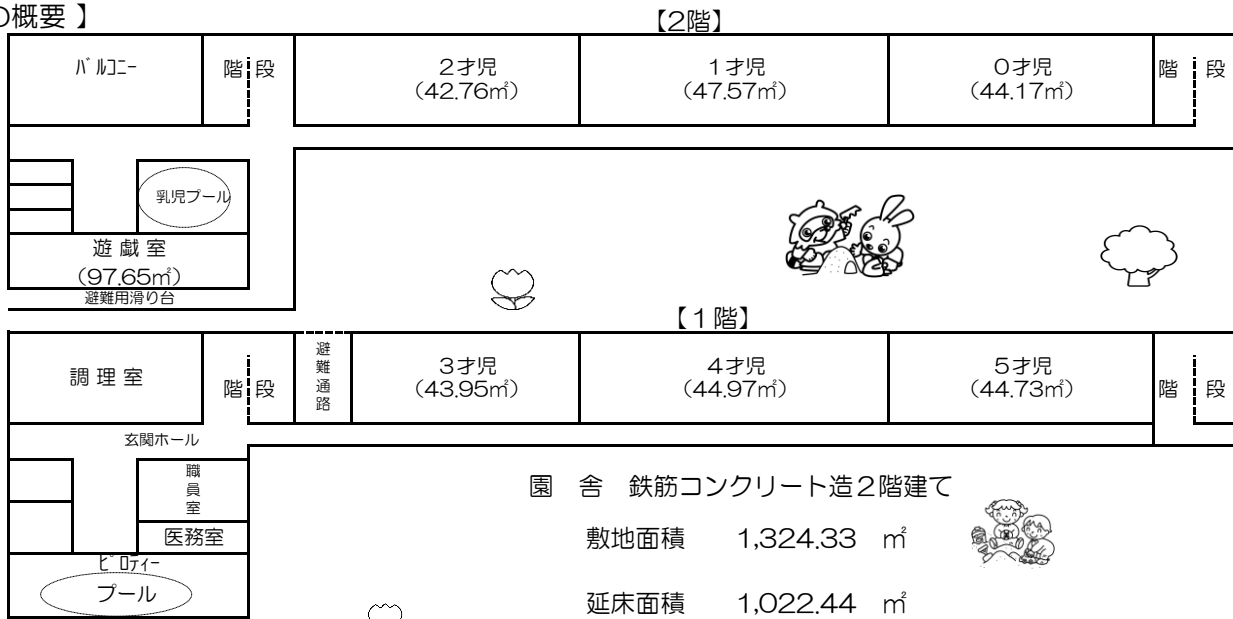 の概要 】
【2階】
バルコニー
階段
2才児
（42.76㎡）
1才児
（47.57㎡）
0才児
（44.17㎡）
階段
乳児プール
遊戯室
（97.65㎡）
避難用滑り台
【1階】
調理室
階段
避難通路
3才児
（43.95㎡）
4才児
（44.97㎡）
5才児
（44.73㎡）
階段
玄関ホール
職員室
医務室
ピロティー
プール
園　舎　鉄筋コンクリート造2階建て
敷地面積　1,324.33　㎡
延床面積　1,022.44　㎡